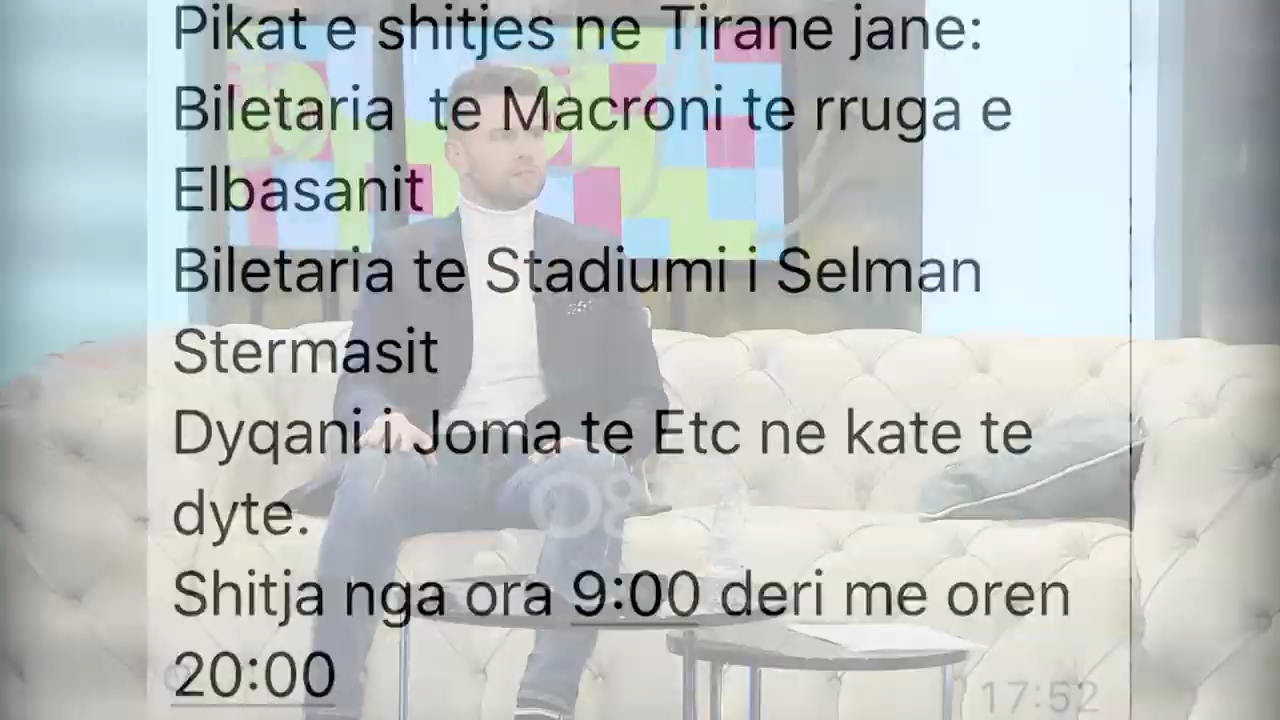 Pikat e shitjes ne Tirane jane:
Biletaria te Macroni te rruga e
Elbasanit
Biletaria te Stadiumi i Selman
Stermasit
Dyqani i Joma te Etc ne kate te
dyte.
Shitja nga ora 9:00 deri me oren
20:00
17:52